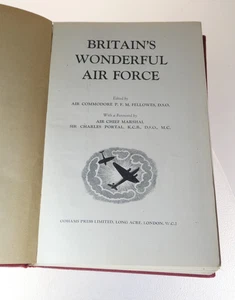 BRITAIN'S
WONDERFUL
AIR FORCE
Edited by
AIR COMMODORE P. F. M. FELLOWES, D.S.O.
With a Foreword by
AIR CHIEF MARSHAL
SIR CHARLES PORTAL, K.C.B., D.S.O., M.C.
ODHAMS PRESS LIMITED, LONG ACRE, LONDON, W.C.2